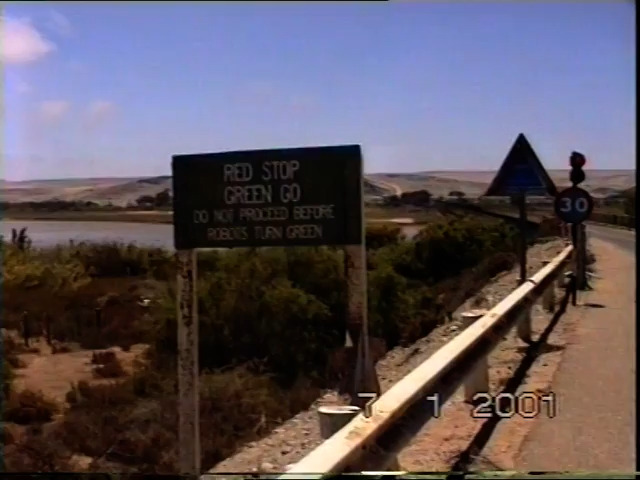 RED STOP
GREEN GO
DO NOT PROCEED BEFORE
ROBOTS TURN GREEN
30
7 1 2001